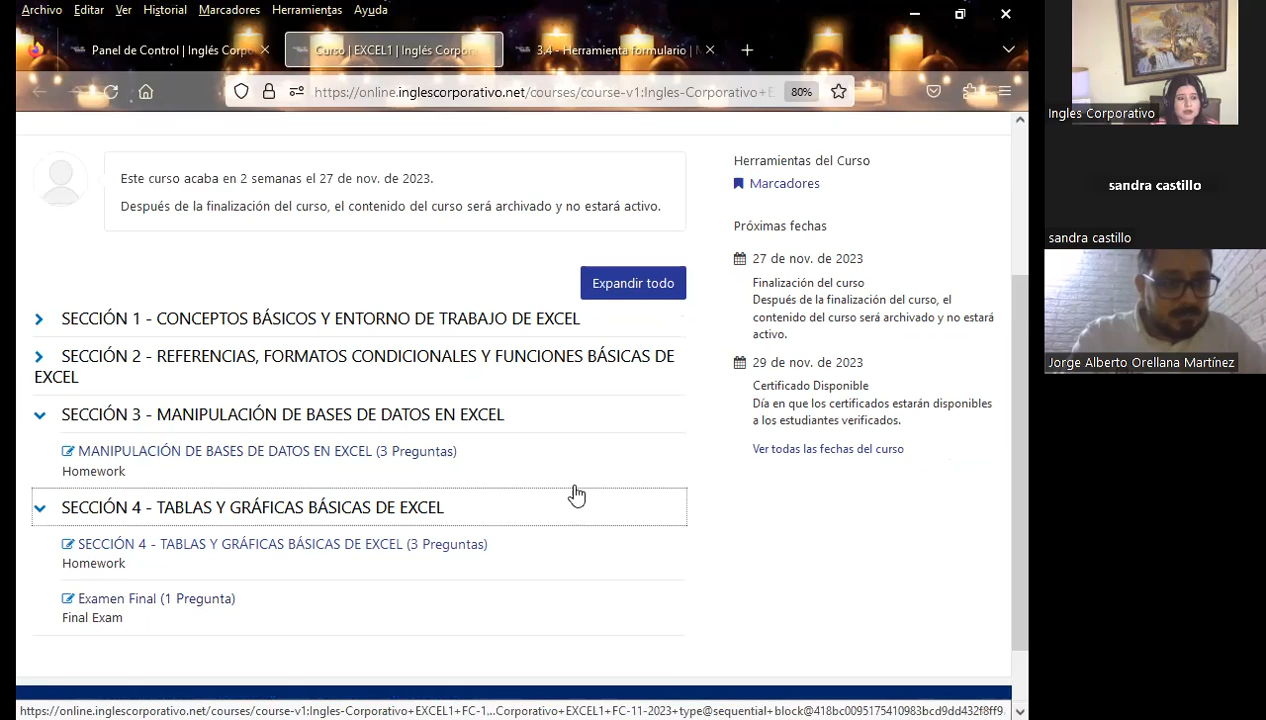 Archivo Editar Ver Historial Marcadores Herramientas Ayuda
Panel de Control | Inglés Corpo
Curso | EXCEL1 | Inglés Corpor
3.4 - Herramienta formulario |
https://online.inglescorporativo.net/courses/course-v1:Ingles-Corporativo+E
80%
Este curso acaba en 2 semanas el 27 de nov. de 2023.
Después de la finalización del curso, el contenido del curso será archivado y no estará activo.
Expandir todo
SECCIÓN 1 - CONCEPTOS BÁSICOS Y ENTORNO DE TRABAJO DE EXCEL
SECCIÓN 2 - REFERENCIAS, FORMATOS CONDICIONALES Y FUNCIONES BÁSICAS DE
EXCEL
SECCIÓN 3 - MANIPULACIÓN DE BASES DE DATOS EN EXCEL
MANIPULACIÓN DE BASES DE DATOS EN EXCEL (3 Preguntas)
Homework
SECCIÓN 4 - TABLAS Y GRÁFICAS BÁSICAS DE EXCEL
SECCIÓN 4 - TABLAS Y GRÁFICAS BÁSICAS DE EXCEL (3 Preguntas)
Homework
Examen Final (1 Pregunta)
Final Exam
Herramientas del Curso
Marcadores
Próximas fechas
27 de nov. de 2023
Finalización del curso
Después de la finalización del curso, el
contenido del curso será archivado y no estará
activo.
29 de nov. de 2023
Certificado Disponible
Día en que los certificados estarán disponibles
a los estudiantes verificados.
Ver todas las fechas del curso
https://online.inglescorporativo.net/courses/course-v1:Ingles-Corporativo+EXCEL1+FC-1…Corporativo+EXCEL1+FC-11-2023+type@sequential+block@418bc0095175410983bcd9dd432f8ff9
Ingles Corporativo
sandra castillo
sandra castillo
Jorge Alberto Orellana Martínez